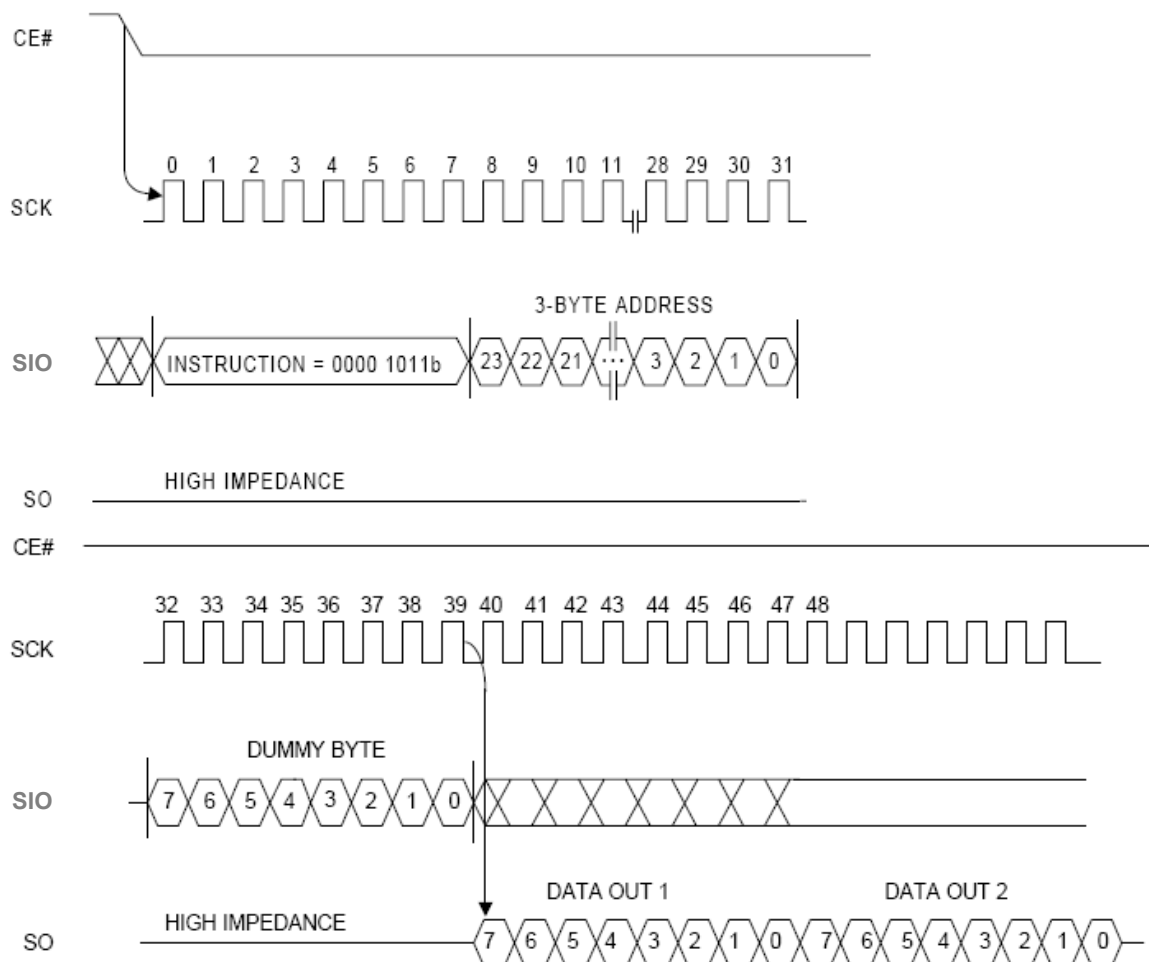 CE#
0 1 2 3 4 5 6 7 8 9 10 11 28 29 30 31
SCK
3-BYTE ADDRESS
SIO INSTRUCTION = 0000 1011b 23 22 21 ... 3 2 1 0
HIGH IMPEDANCE
SO
CE#
32 33 34 35 36 37 38 39 40 41 42 43 44 45 46 47 48
SCK
DUMMY BYTE
SIO 7 6 5 4 3 2 1 0
DATA OUT 1 DATA OUT 2
HIGH IMPEDANCE
SO 7 6 5 4 3 2 1 0 7 6 5 4 3 2 1 0